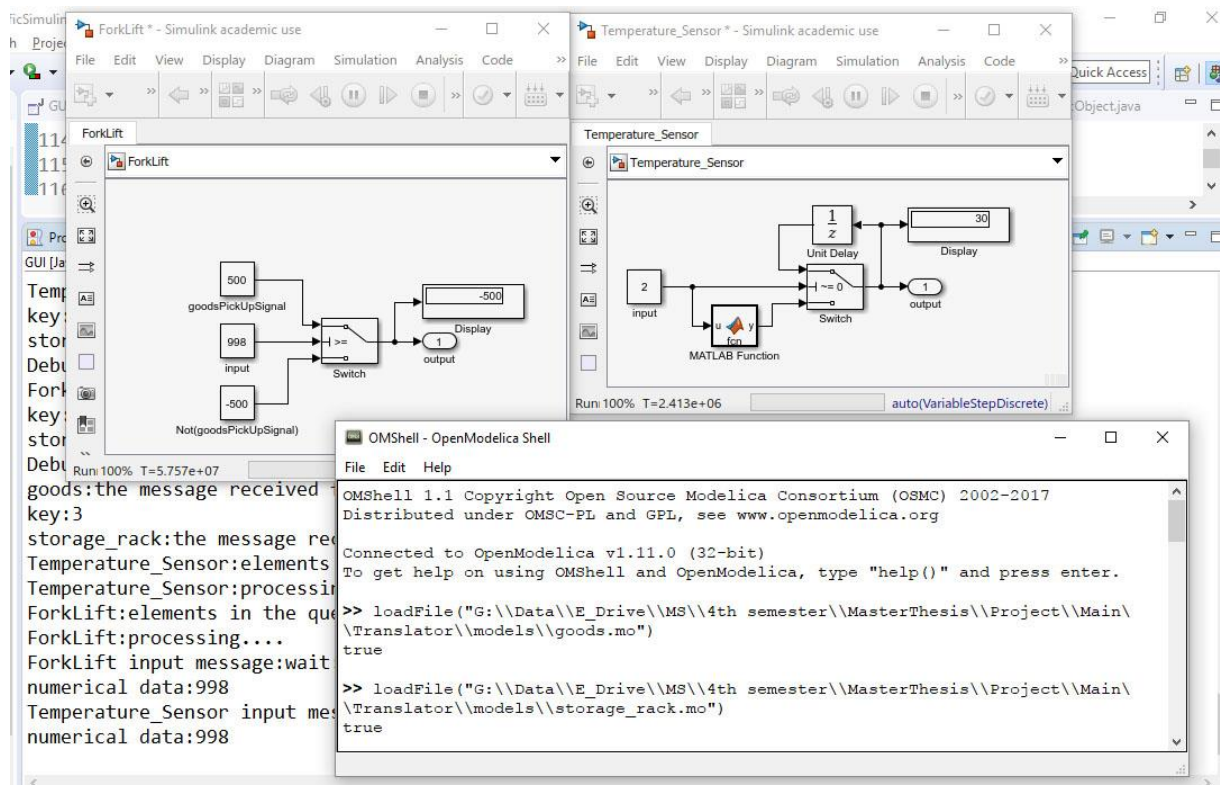 ficSimulin
ForkLift * - Simulink academic use
Temperature_Sensor * - Simulink academic use
h Proje
File Edit View Display Diagram Simulation Analysis Code »
File Edit View Display Diagram Simulation Analysis Code »
Quick Access
GU
Object.java
ForkLift
Temperature_Sensor
114
115
116
ForkLift
Temperature_Sensor
Pro
GUI [Ja
500
goodsPickUpSignal
998
input
-500
Not(goodsPickUpSignal)
>=
Switch
-500
Display
1
output
Run 100% T=5.757e+07
2
input
1
z
Unit Delay
30
Display
~= 0
Switch
u y
fcn
MATLAB Function
1
output
Run 100% T=2.413e+06 auto(VariableStepDiscrete)
Temp
key:
stor
Debu
Fork
key:
stor
Debu
goods:the message received
key:3
storage_rack:the message rec
Temperature_Sensor:elements
Temperature_Sensor:processin
ForkLift:elements in the que
ForkLift:processing....
ForkLift input message:wait
numerical data:998
Temperature_Sensor input mes
numerical data:998
OMShell - OpenModelica Shell
File Edit Help
OMShell 1.1 Copyright Open Source Modelica Consortium (OSMC) 2002-2017
Distributed under OMSC-PL and GPL, see www.openmodelica.org
Connected to OpenModelica v1.11.0 (32-bit)
To get help on using OMShell and OpenModelica, type "help()" and press enter.
>> loadFile("G:\\Data\\E_Drive\\MS\\4th semester\\MasterThesis\\Project\\Main\
\Translator\\models\\goods.mo")
true
>> loadFile("G:\\Data\\E_Drive\\MS\\4th semester\\MasterThesis\\Project\\Main\
\Translator\\models\\storage_rack.mo")
true